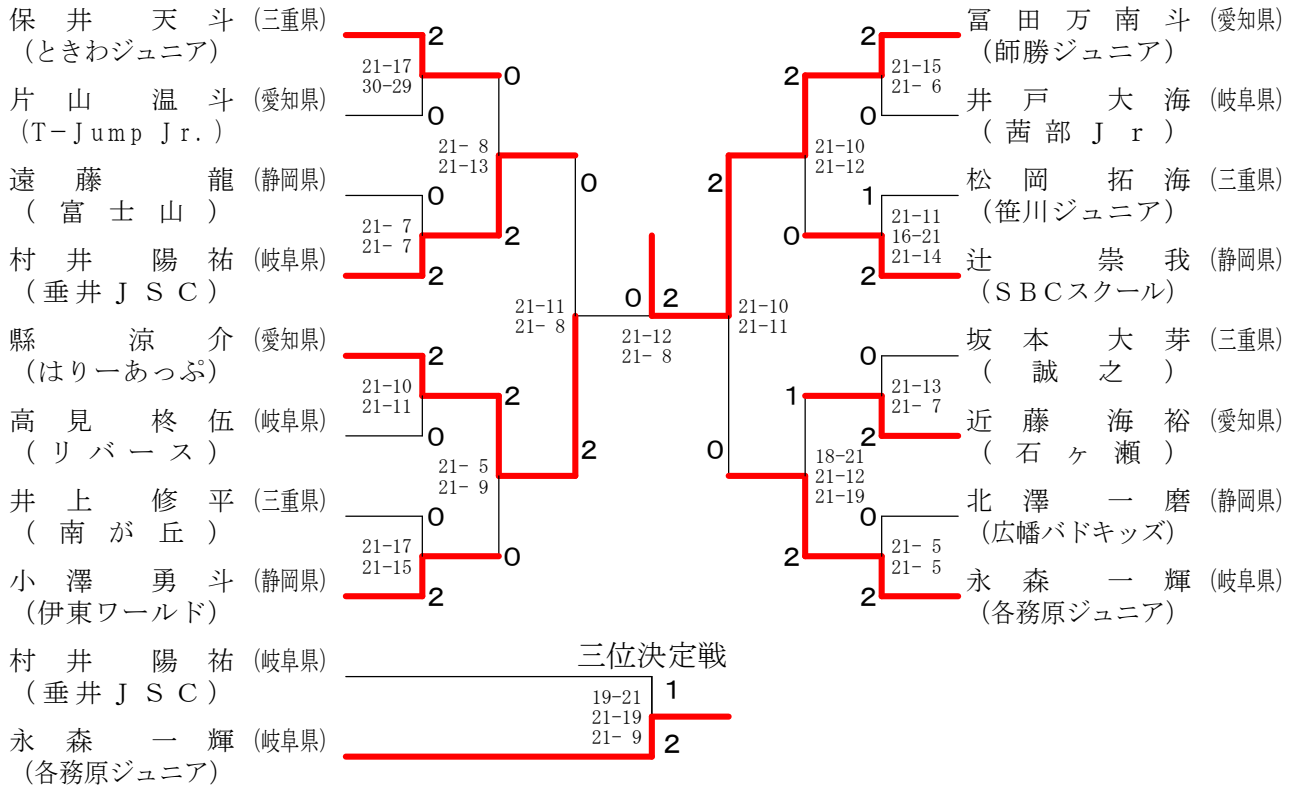 保井 天斗 (三重県)
(ときわジュニア)
片山 温斗 (愛知県)
(T-Jump Jr.)
遠藤 龍 (静岡県)
(富士山)
村井 陽祐 (岐阜県)
(垂井JSC)
縣 涼介 (愛知県)
(はりーあっぷ)
高見 柊伍 (岐阜県)
(リバース)
井上 修平 (三重県)
(南が丘)
小澤 勇斗 (静岡県)
(伊東ワールド)
2
21-17
30-29
0
0
21-7
21-7
2
2
21-10
21-11
0
0
21-17
21-15
2
0
21-8
21-13
2
2
21-5
21-9
0
0
21-11
21-8
2
0 2
21-12
21-8
2
21-10
21-11
0
2
21-10
21-12
0
1
18-21
21-12
21-19
2
2
21-15
21-6
0
1
21-11
16-21
21-14
2
0
21-13
21-7
2
0
21-5
21-5
2
冨田万南斗 (愛知県)
(師勝ジュニア)
井戸 大海 (岐阜県)
(茜部Jr)
松岡 拓海 (三重県)
(笹川ジュニア)
辻 崇我 (静岡県)
(SBCスクール)
坂本 大芽 (三重県)
(誠之)
近藤 海裕 (愛知県)
(石ヶ瀬)
北澤 一磨 (静岡県)
(広幡バドキッズ)
永森 一輝 (岐阜県)
(各務原ジュニア)
三位決定戦
村井 陽祐 (岐阜県)
(垂井JSC)
永森 一輝 (岐阜県)
(各務原ジュニア)
1
19-21
21-19
21-9
2